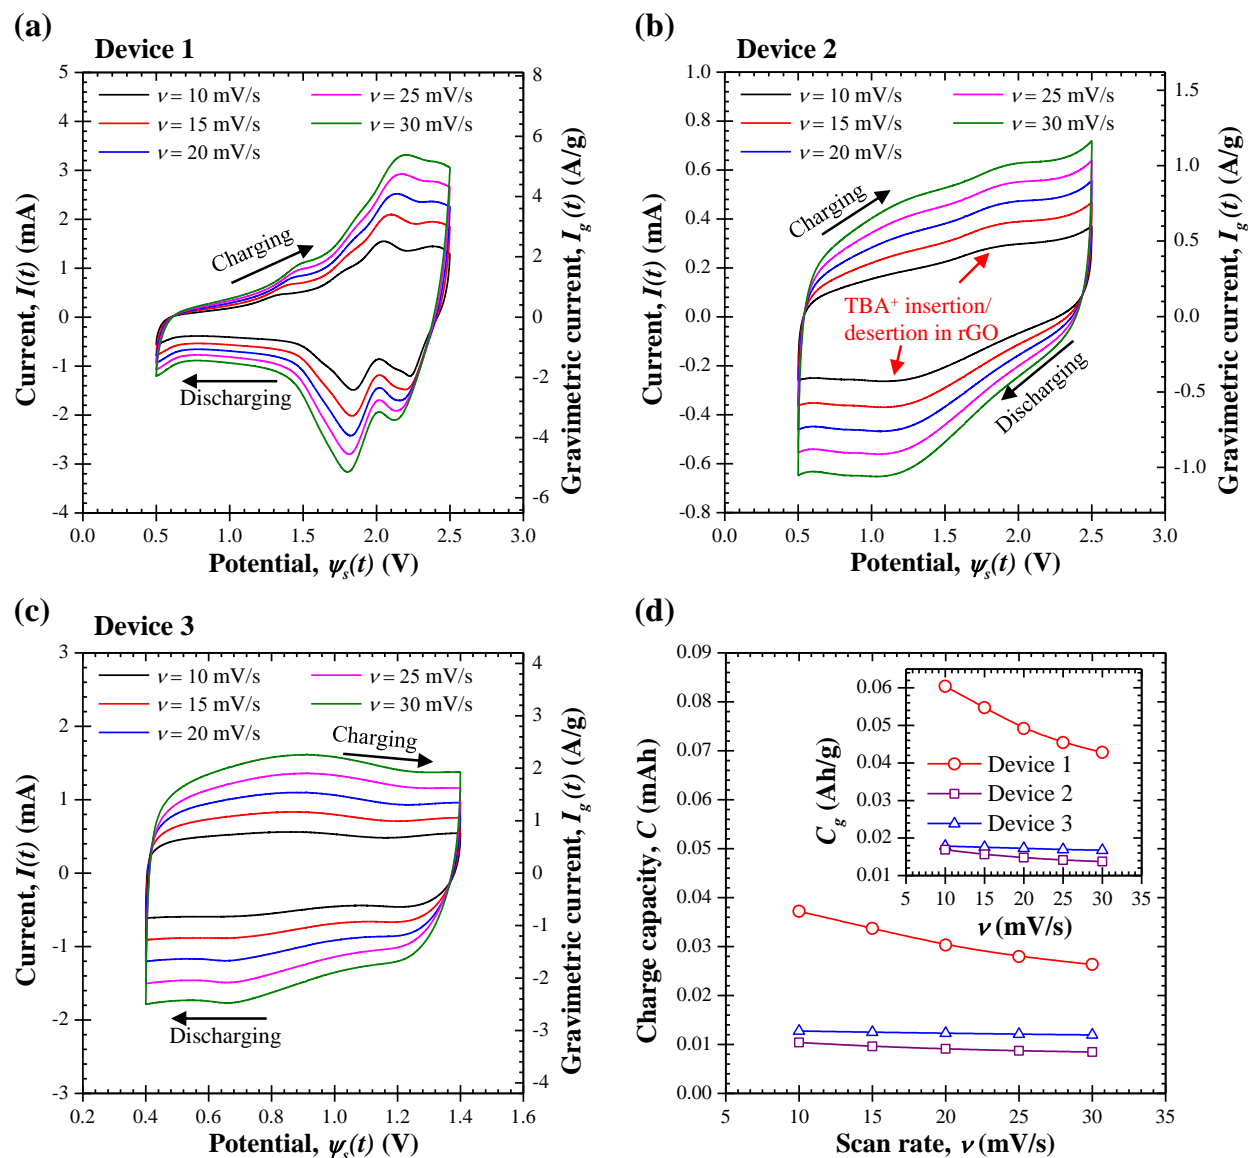 (a)
Device 1
ν = 10 mV/s
ν = 15 mV/s
ν = 20 mV/s
ν = 25 mV/s
ν = 30 mV/s
Charging
Discharging
5
4
3
2
1
0
-1
-2
-3
-4
8
6
4
2
0
-2
-4
-6
0.0 0.5 1.0 1.5 2.0 2.5 3.0
Current, I(t) (mA)
Gravimetric current, Ig (t) (A/g)
Potential, ψs(t) (V)
(b)
Device 2
ν = 10 mV/s
ν = 15 mV/s
ν = 20 mV/s
ν = 25 mV/s
ν = 30 mV/s
Charging
TBA⁺ insertion/
desertion in rGO
Discharging
1.0
0.8
0.6
0.4
0.2
0.0
-0.2
-0.4
-0.6
-0.8
1.5
1.0
0.5
0.0
-0.5
-1.0
0.0 0.5 1.0 1.5 2.0 2.5 3.0
Current, I(t) (mA)
Gravimetric current, Ig (t) (A/g)
Potential, ψs(t) (V)
(c)
Device 3
ν = 10 mV/s
ν = 15 mV/s
ν = 20 mV/s
ν = 25 mV/s
ν = 30 mV/s
Charging
Discharging
3
2
1
0
-1
-2
-3
4
3
2
1
0
-1
-2
-3
-4
0.2 0.4 0.6 0.8 1.0 1.2 1.4 1.6
Current, I(t) (mA)
Gravimetric current, Ig (t) (A/g)
Potential, ψs(t) (V)
(d)
0.09
0.08
0.07
0.06
0.05
0.04
0.03
0.02
0.01
0.00
5 10 15 20 25 30 35
Charge capacity, C (mAh)
Scan rate, ν (mV/s)
0.06
0.05
0.04
0.03
0.02
0.01
Cg (Ah/g)
Device 1
Device 2
Device 3
5 10 15 20 25 30 35
ν (mV/s)